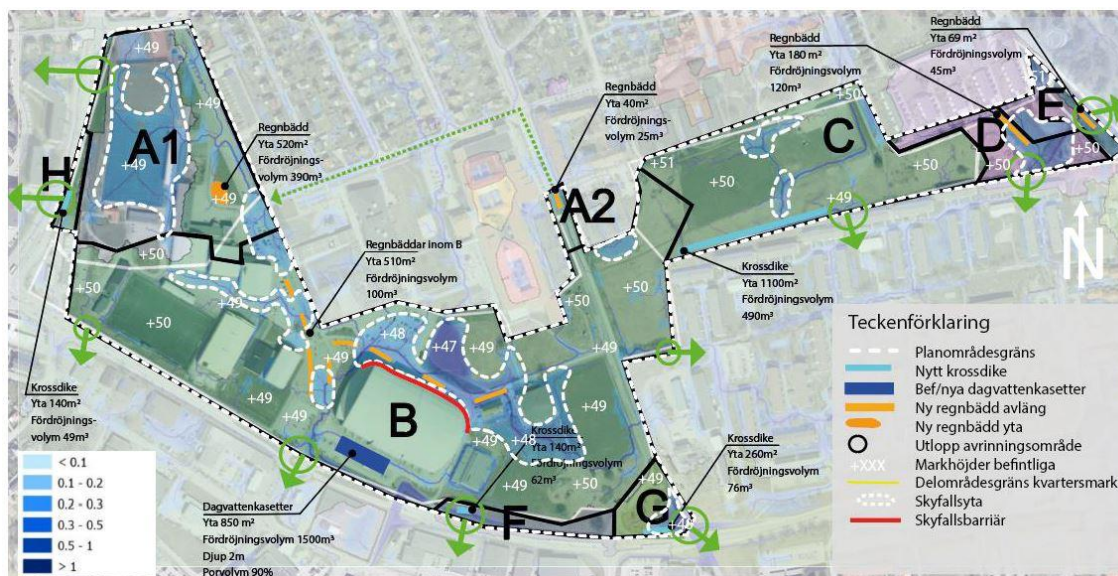 Regnbädd
Yta 69 m²
Fördröjningsvolym
45m³
Regnbädd
Yta 180 m²
Fördröjningsvolym
120m³
Regnbädd
Yta 40m²
Fördröjnings-
volym 25m³
Regnbädd
Yta 520m²
Fördröjnings-
volym 390m³
+49
+49
A1
+49
+49
H
+50
+51
+50
C
+50
+50
+49
D
+50
E
+50
A2
+50
+50
+49
Regnbäddar inom B
Yta 510m²
Fördröjningsvolym
100m³
Krossdike
Yta 1100m²
Fördröjningsvolym
490m³
N
+50
+50
+49
+50
+49
+48
+47
+49
+49
B
+49
+48
+49
+49
+50
+49
G
F
Krossdike
Yta 140m²
Fördröjnings-
volym 49m³
Krossdike
Yta 140m²
Fördröjningsvolym
62m³
Krossdike
Yta 260m²
Fördröjningsvolym
76m³
Dagvattenkasetter
Yta 850 m²
Fördröjningsvolym 1500m³
Djup 2m
Porvolym 90%
< 0.1
0.1 - 0.2
0.2 - 0.3
0.3 - 0.5
0.5 - 1
> 1
Teckenförklaring
Planområdesgräns
Nytt krossdike
Bef/nya dagvattenkasetter
Ny regnbädd avläng
Ny regnbädd yta
Utlopp avrinningsområde
+XXX Markhöjder befintliga
Delområdesgräns kvartersmark
Skyfallsyta
Skyfallsbarriär